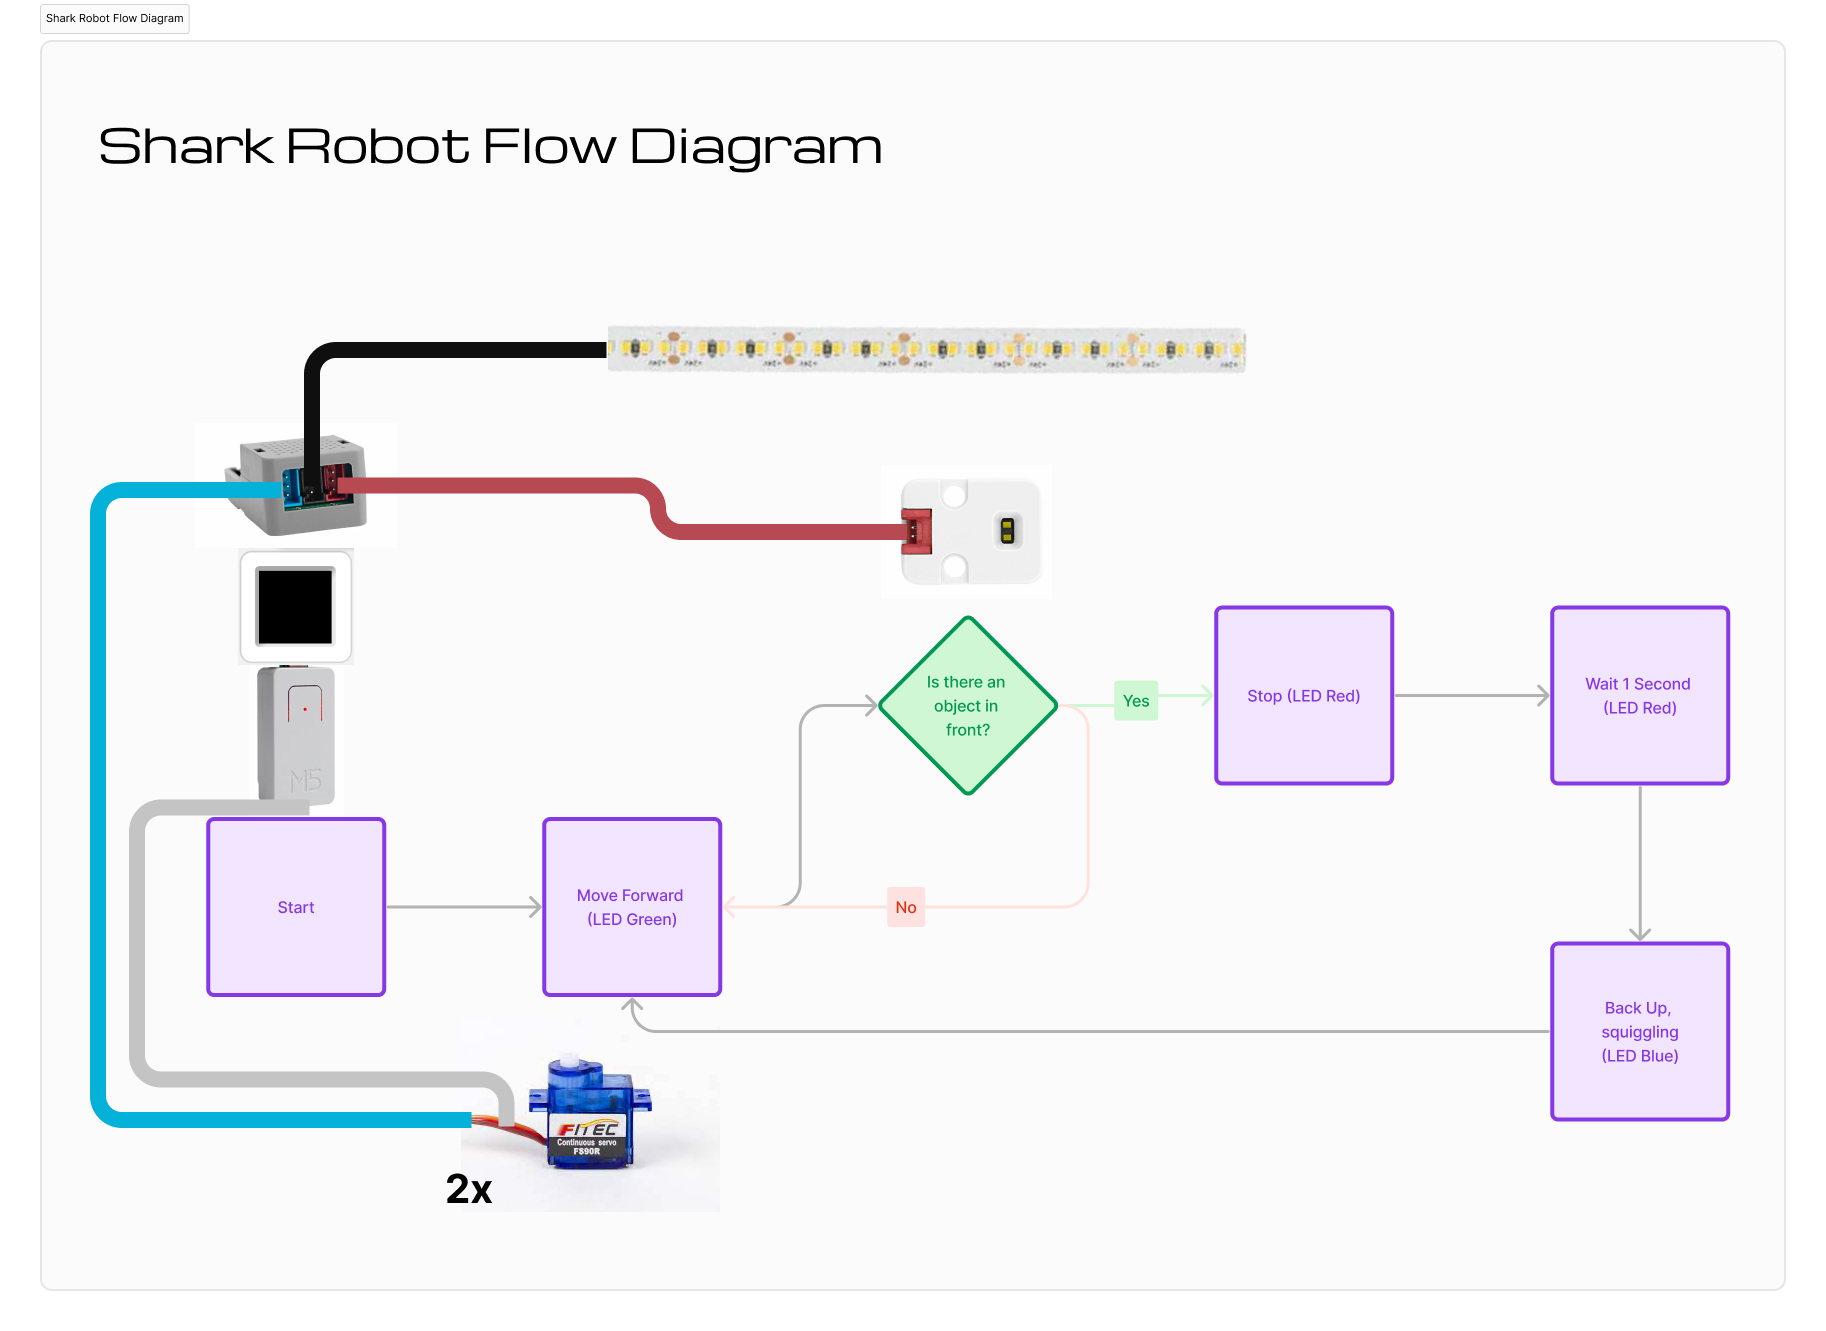 Shark Robot Flow Diagram
Shark Robot Flow Diagram
M5
Is there an
object in
front?
Yes
Stop (LED Red)
Wait 1 Second
(LED Red)
Start
Move Forward
(LED Green)
No
Back Up,
squiggling
(LED Blue)
FITEC
Continuous servo
FS90R
2x